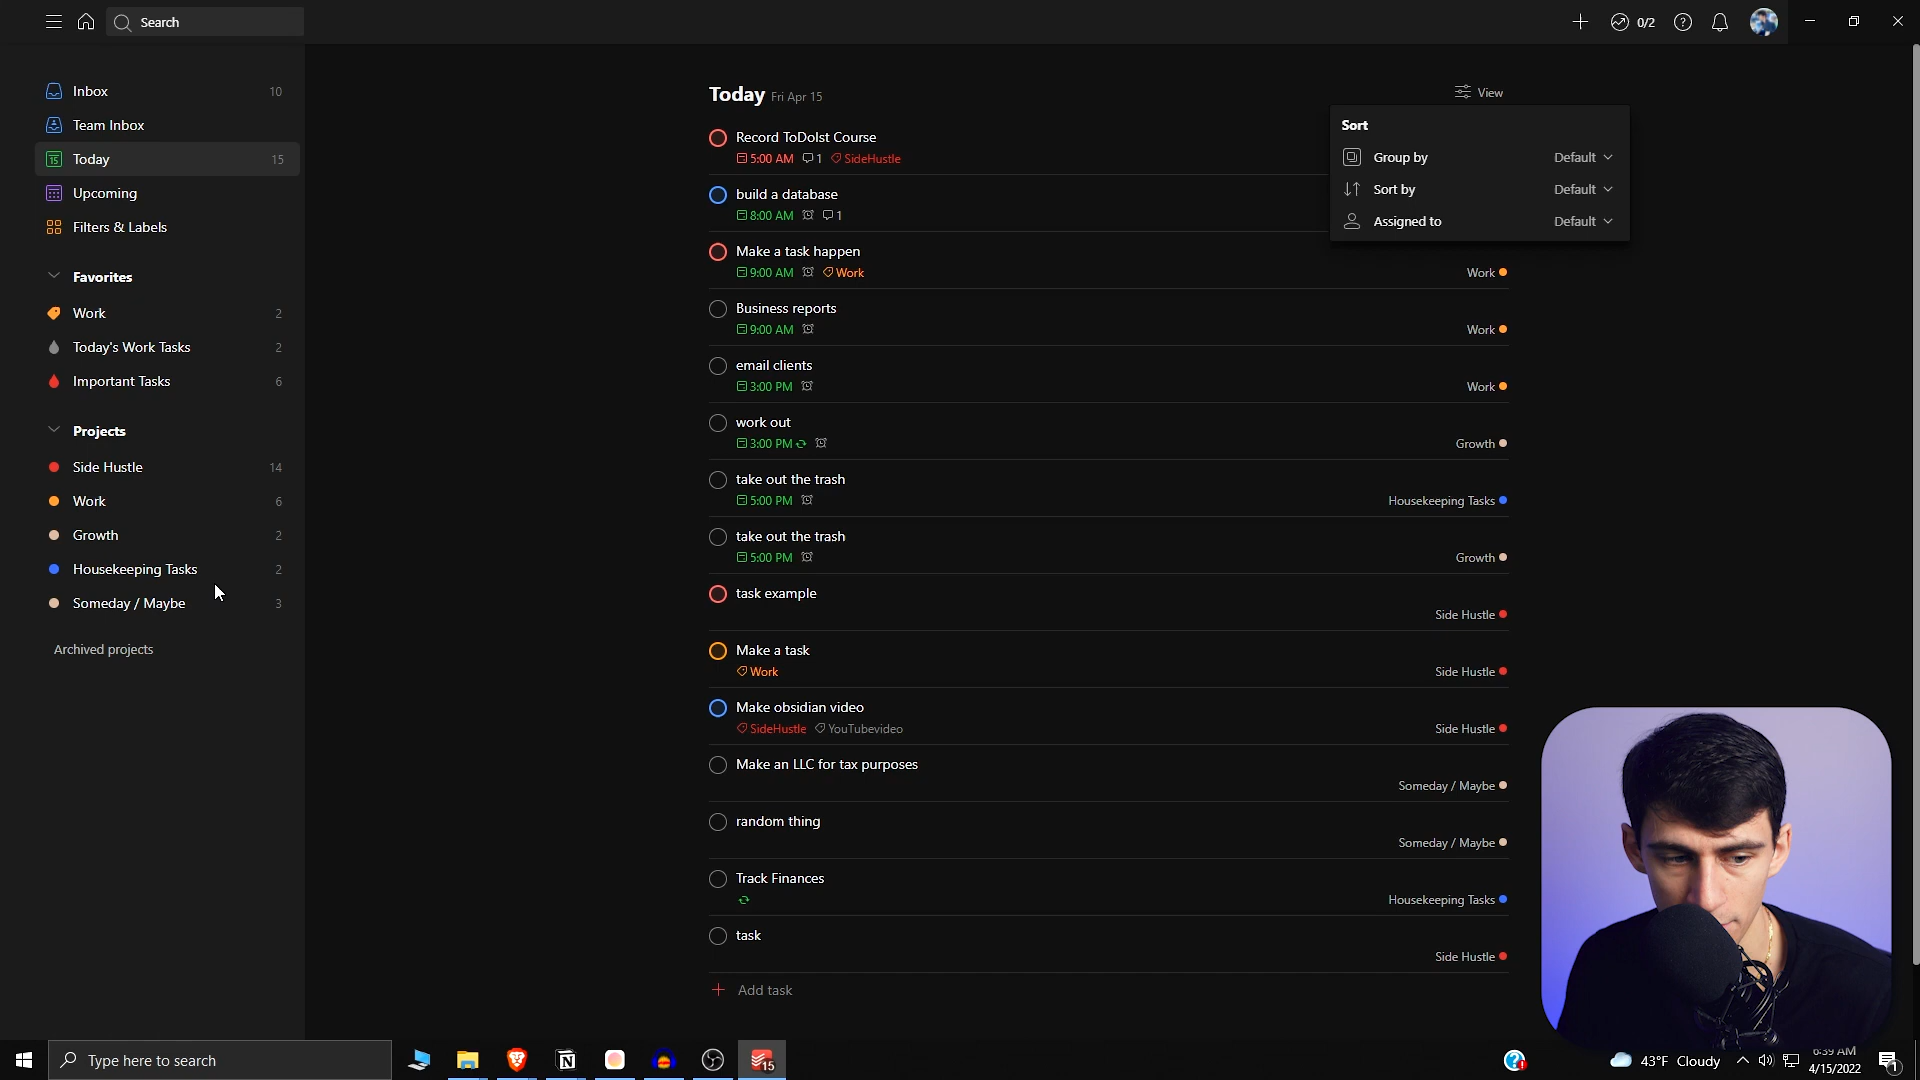 Search
0/2
Inbox 10
Team Inbox
15 Today 15
Upcoming
Filters & Labels
Favorites
Work 2
Today's Work Tasks 2
Important Tasks 6
Projects
Side Hustle 14
Work 6
Growth 2
Housekeeping Tasks 2
Someday / Maybe 3
Archived projects
Today Fri Apr 15
View
Sort
Group by Default
Sort by Default
Assigned to Default
Record ToDoIst Course
5:00 AM 1 SideHustle
build a database
8:00 AM 1
Make a task happen
9:00 AM Work
Work
Business reports
9:00 AM
Work
email clients
3:00 PM
Work
work out
3:00 PM
Growth
take out the trash
5:00 PM
Housekeeping Tasks
take out the trash
5:00 PM
Growth
task example
Side Hustle
Make a task
Work
Side Hustle
Make obsidian video
SideHustle YouTubevideo
Side Hustle
Make an LLC for tax purposes
Someday / Maybe
random thing
Someday / Maybe
Track Finances
Housekeeping Tasks
task
Side Hustle
Add task
Type here to search
15
43°F Cloudy
6:39 AM
4/15/2022
1